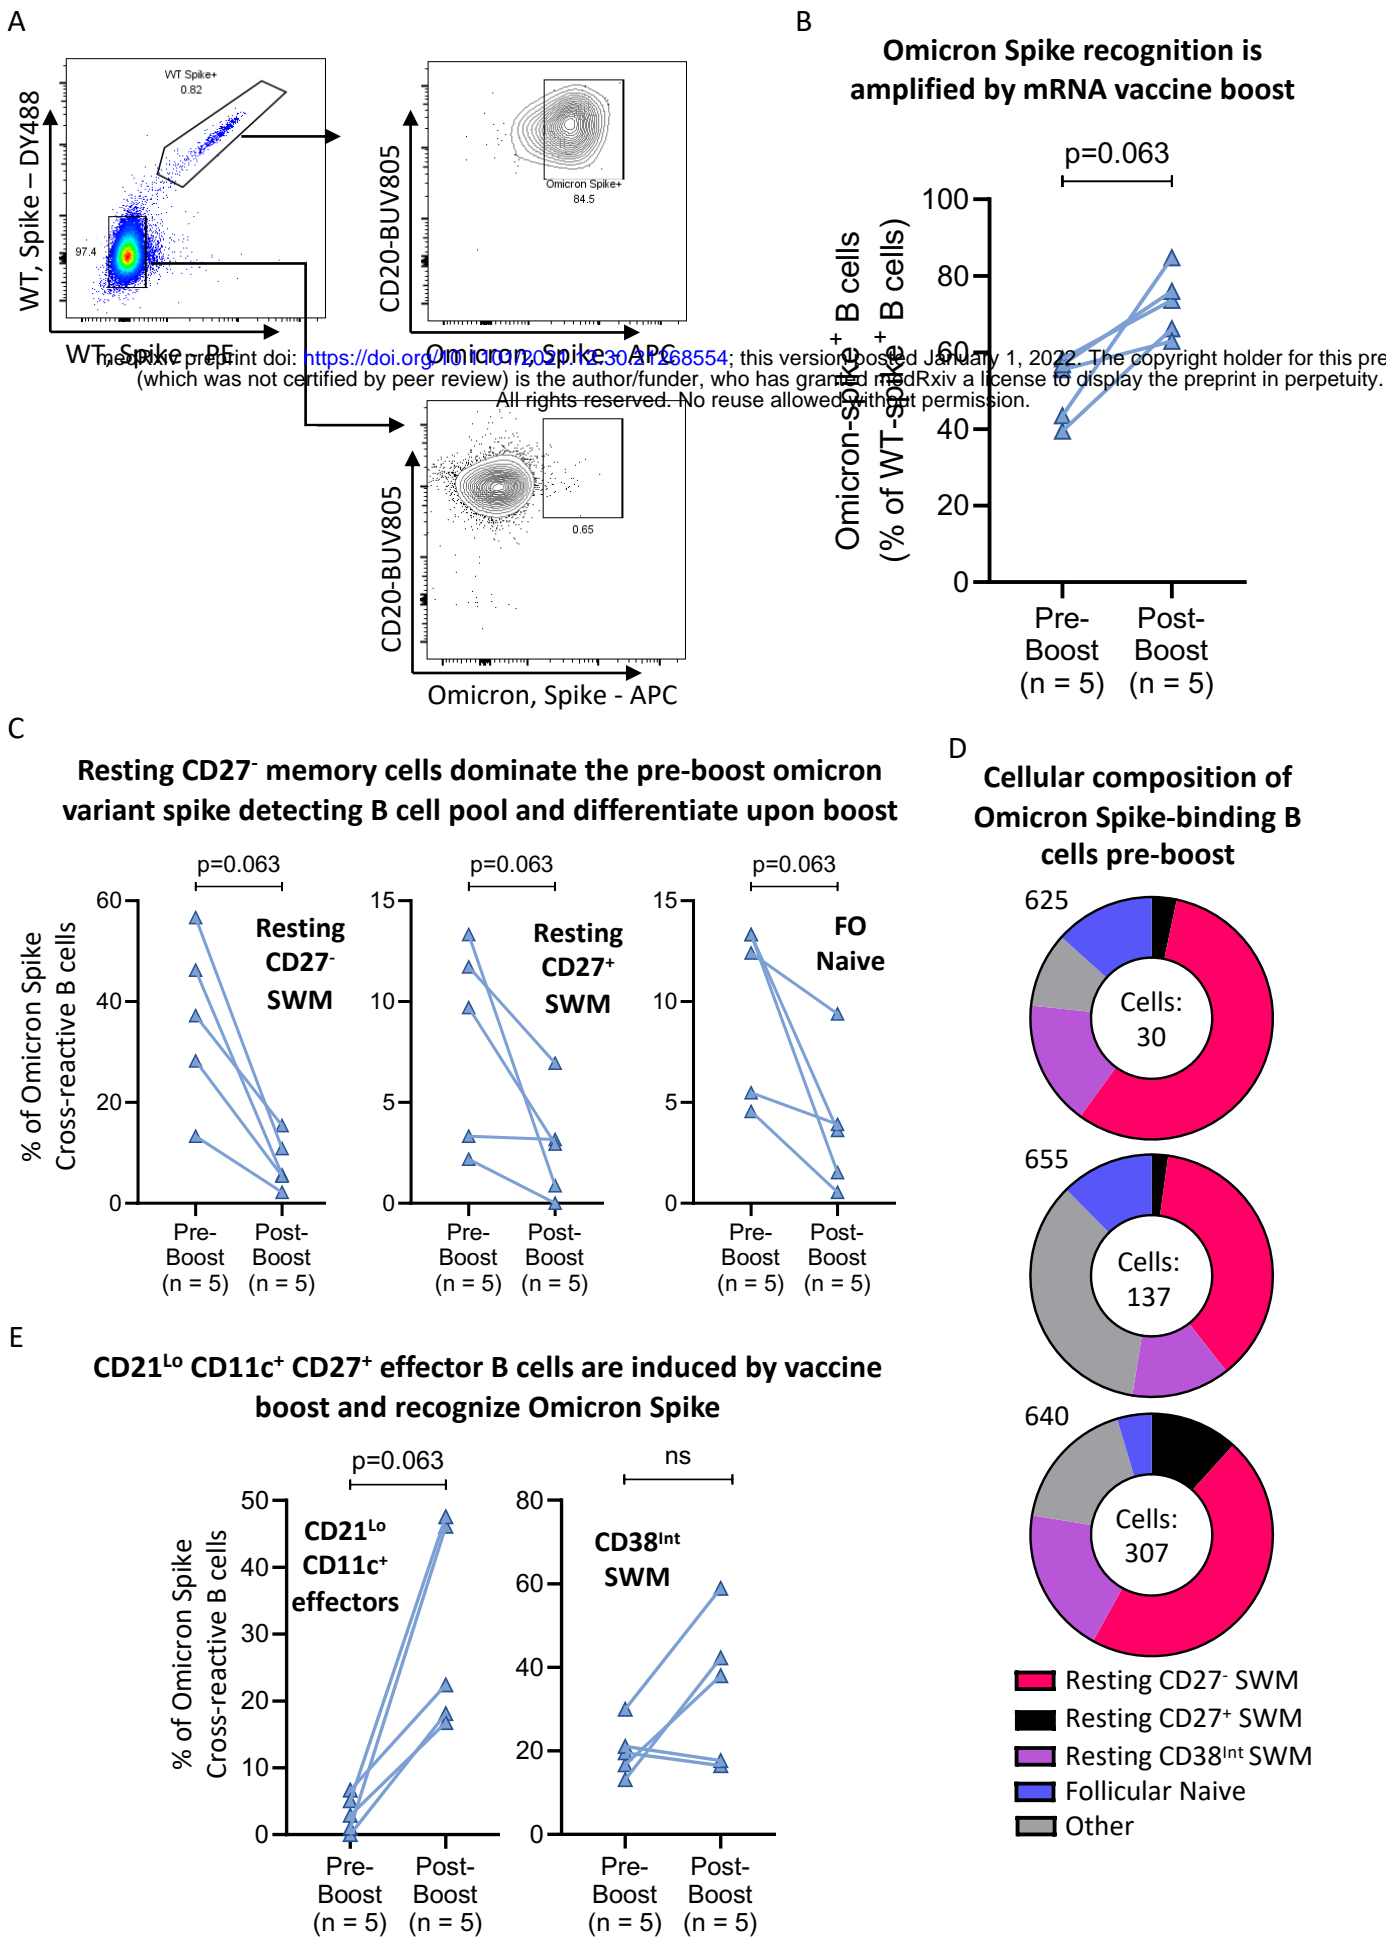 A
WT Spike+
0.82
97.4
WT, Spike – DY488
WT, Spike - PE
CD20-BUV805
Omicron Spike+
84.5
Omicron, Spike - APC
CD20-BUV805
0.65
Omicron, Spike - APC
B
Omicron Spike recognition is
amplified by mRNA vaccine boost
p=0.063
Omicron-spike+ B cells
(% of WT-spike+ B cells)
100
80
60
40
20
0
Pre-
Boost
(n = 5)
Post-
Boost
(n = 5)
medRxiv preprint doi: https://doi.org/10.1101/2021.12.30.21268554; this version posted January 1, 2022. The copyright holder for this pre
(which was not certified by peer review) is the author/funder, who has granted medRxiv a license to display the preprint in perpetuity.
All rights reserved. No reuse allowed without permission.
C
Resting CD27- memory cells dominate the pre-boost omicron
variant spike detecting B cell pool and differentiate upon boost
% of Omicron Spike
Cross-reactive B cells
p=0.063
60
40
20
0
Resting
CD27-
SWM
Pre-
Boost
(n = 5)
Post-
Boost
(n = 5)
p=0.063
15
10
5
0
Resting
CD27+
SWM
Pre-
Boost
(n = 5)
Post-
Boost
(n = 5)
p=0.063
15
10
5
0
FO
Naive
Pre-
Boost
(n = 5)
Post-
Boost
(n = 5)
D
Cellular composition of
Omicron Spike-binding B
cells pre-boost
625
Cells:
30
655
Cells:
137
640
Cells:
307
Resting CD27- SWM
Resting CD27+ SWM
Resting CD38Int SWM
Follicular Naive
Other
E
CD21Lo CD11c+ CD27+ effector B cells are induced by vaccine
boost and recognize Omicron Spike
% of Omicron Spike
Cross-reactive B cells
p=0.063
50
40
30
20
10
0
CD21Lo
CD11c+
effectors
Pre-
Boost
(n = 5)
Post-
Boost
(n = 5)
ns
80
60
40
20
0
CD38Int
SWM
Pre-
Boost
(n = 5)
Post-
Boost
(n = 5)